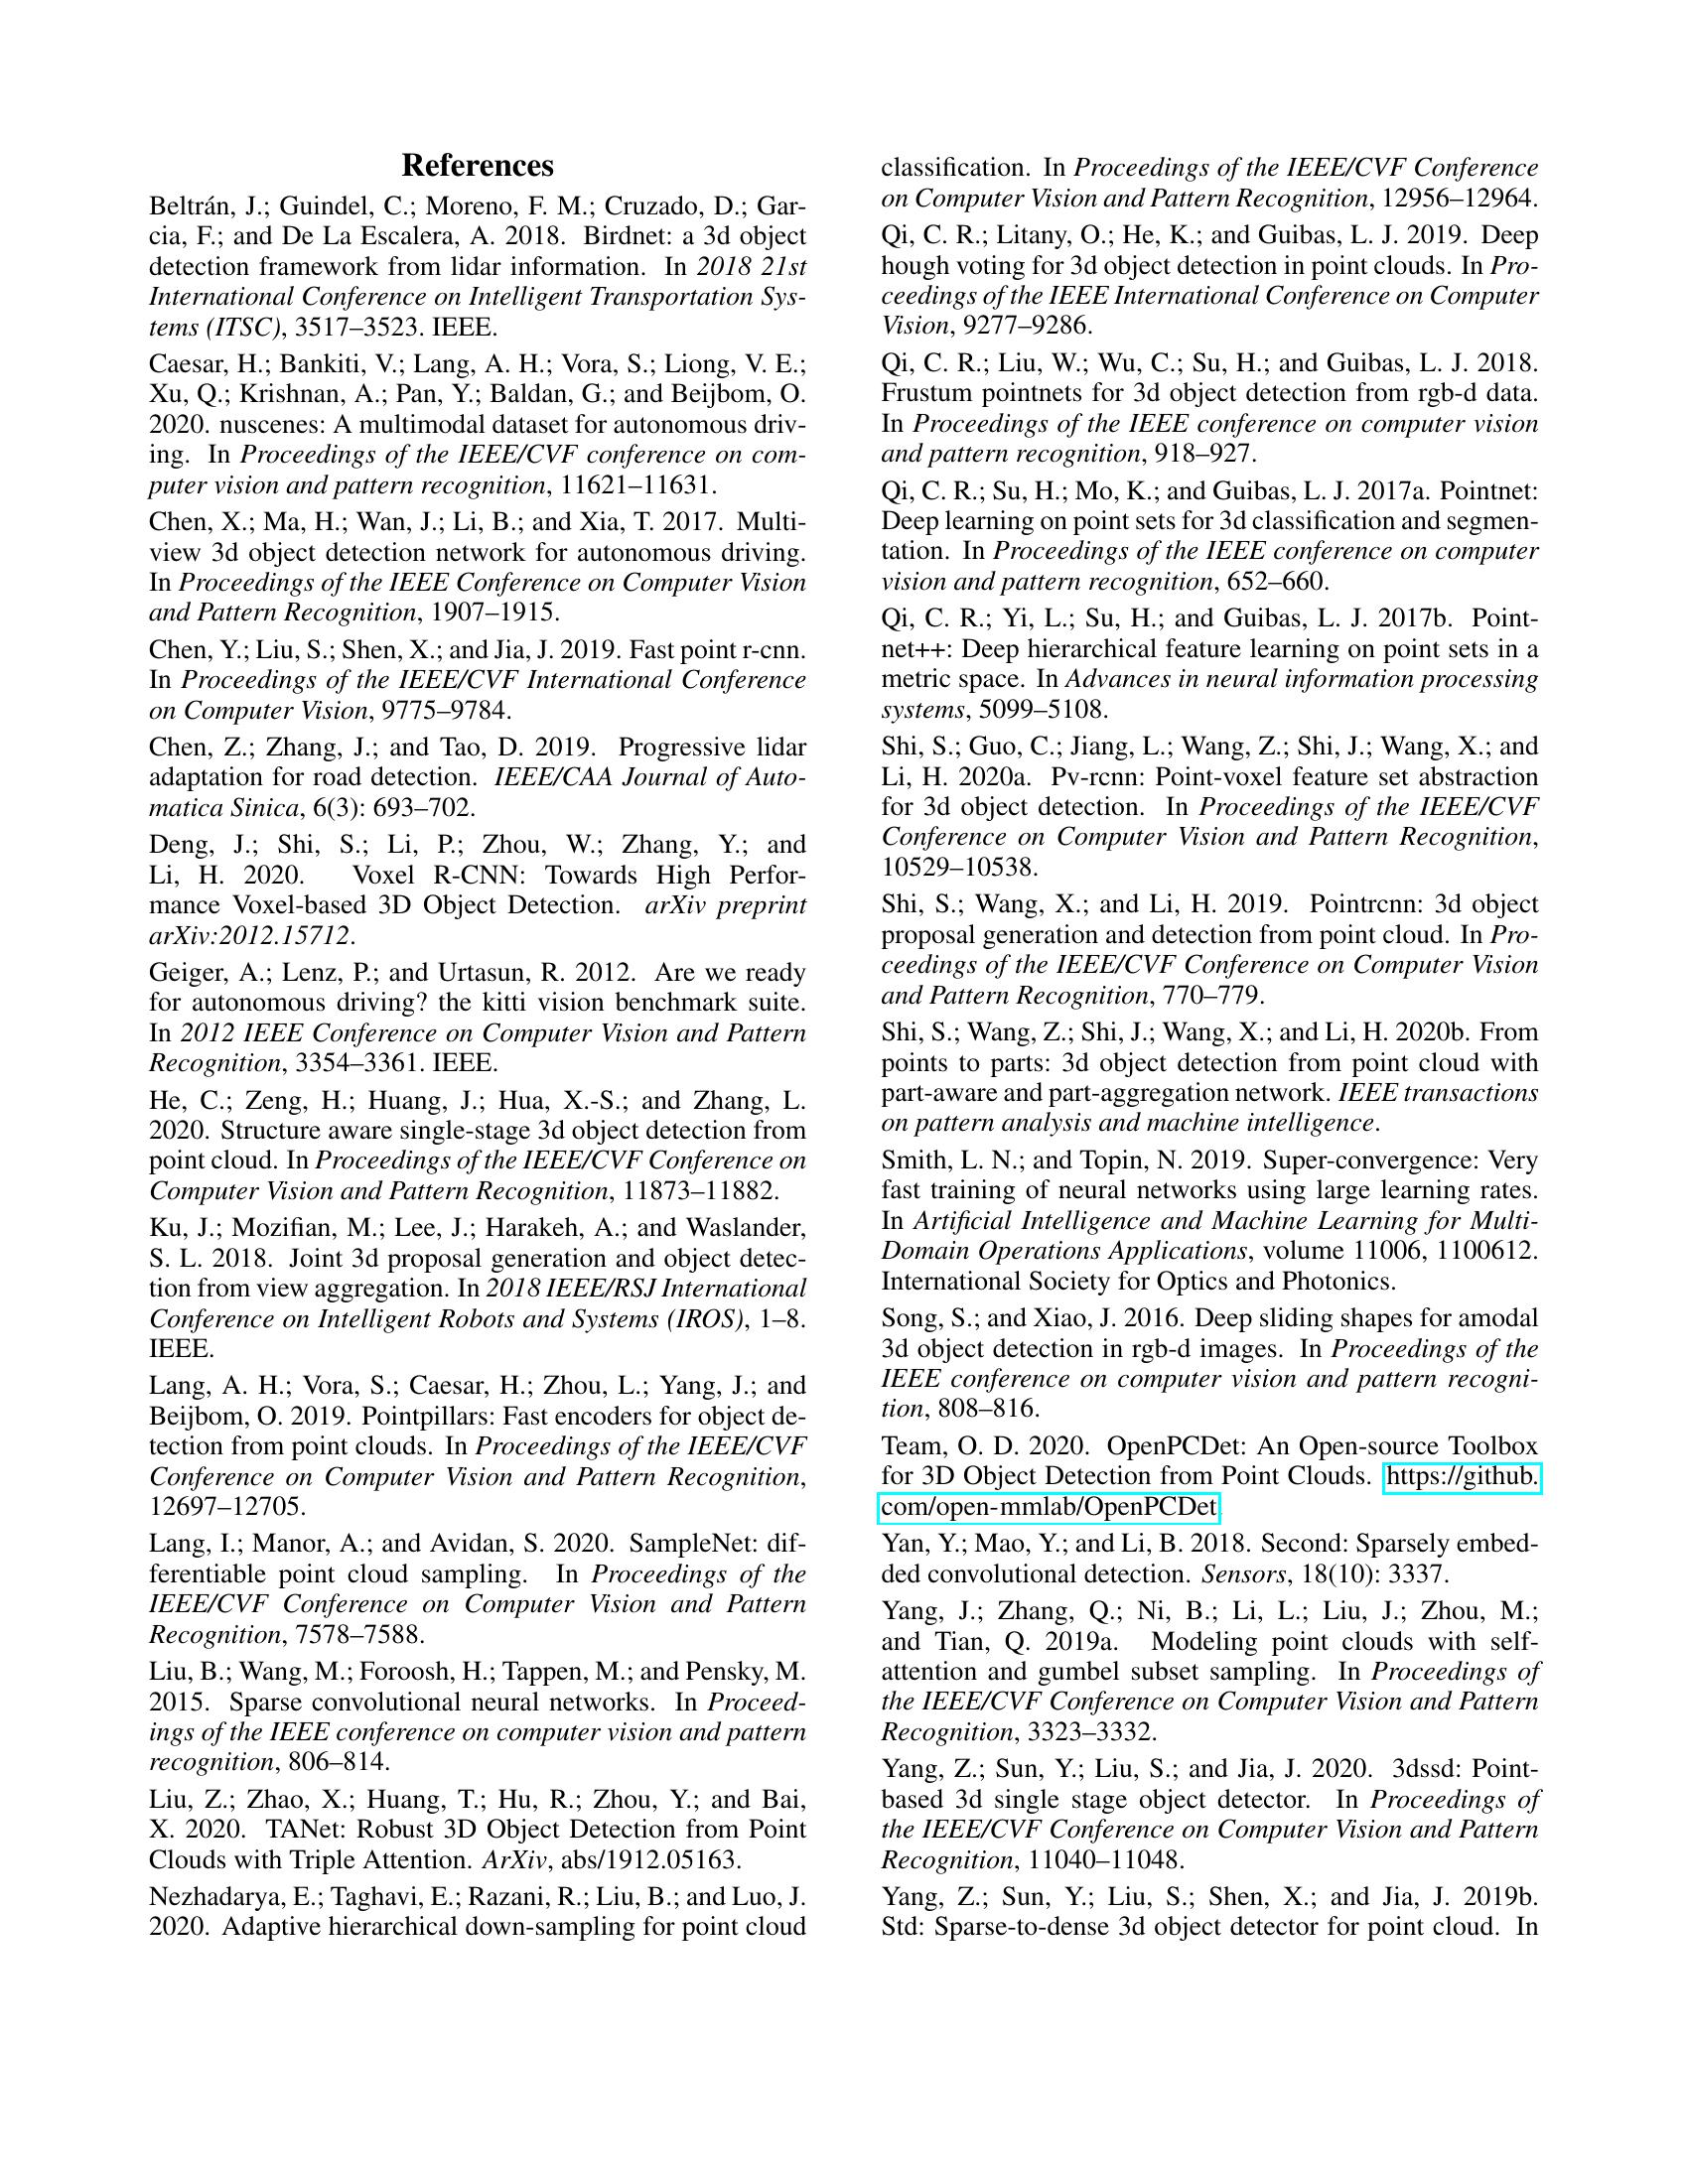 References
Beltrán, J.; Guindel, C.; Moreno, F. M.; Cruzado, D.; Gar-
cia, F.; and De La Escalera, A. 2018. Birdnet: a 3d object
detection framework from lidar information. In 2018 21st
International Conference on Intelligent Transportation Sys-
tems (ITSC), 3517–3523. IEEE.
Caesar, H.; Bankiti, V.; Lang, A. H.; Vora, S.; Liong, V. E.;
Xu, Q.; Krishnan, A.; Pan, Y.; Baldan, G.; and Beijbom, O.
2020. nuscenes: A multimodal dataset for autonomous driv-
ing. In Proceedings of the IEEE/CVF conference on com-
puter vision and pattern recognition, 11621–11631.
Chen, X.; Ma, H.; Wan, J.; Li, B.; and Xia, T. 2017. Multi-
view 3d object detection network for autonomous driving.
In Proceedings of the IEEE Conference on Computer Vision
and Pattern Recognition, 1907–1915.
Chen, Y.; Liu, S.; Shen, X.; and Jia, J. 2019. Fast point r-cnn.
In Proceedings of the IEEE/CVF International Conference
on Computer Vision, 9775–9784.
Chen, Z.; Zhang, J.; and Tao, D. 2019. Progressive lidar
adaptation for road detection. IEEE/CAA Journal of Auto-
matica Sinica, 6(3): 693–702.
Deng, J.; Shi, S.; Li, P.; Zhou, W.; Zhang, Y.; and
Li, H. 2020. Voxel R-CNN: Towards High Perfor-
mance Voxel-based 3D Object Detection. arXiv preprint
arXiv:2012.15712.
Geiger, A.; Lenz, P.; and Urtasun, R. 2012. Are we ready
for autonomous driving? the kitti vision benchmark suite.
In 2012 IEEE Conference on Computer Vision and Pattern
Recognition, 3354–3361. IEEE.
He, C.; Zeng, H.; Huang, J.; Hua, X.-S.; and Zhang, L.
2020. Structure aware single-stage 3d object detection from
point cloud. In Proceedings of the IEEE/CVF Conference on
Computer Vision and Pattern Recognition, 11873–11882.
Ku, J.; Mozifian, M.; Lee, J.; Harakeh, A.; and Waslander,
S. L. 2018. Joint 3d proposal generation and object detec-
tion from view aggregation. In 2018 IEEE/RSJ International
Conference on Intelligent Robots and Systems (IROS), 1–8.
IEEE.
Lang, A. H.; Vora, S.; Caesar, H.; Zhou, L.; Yang, J.; and
Beijbom, O. 2019. Pointpillars: Fast encoders for object de-
tection from point clouds. In Proceedings of the IEEE/CVF
Conference on Computer Vision and Pattern Recognition,
12697–12705.
Lang, I.; Manor, A.; and Avidan, S. 2020. SampleNet: dif-
ferentiable point cloud sampling. In Proceedings of the
IEEE/CVF Conference on Computer Vision and Pattern
Recognition, 7578–7588.
Liu, B.; Wang, M.; Foroosh, H.; Tappen, M.; and Pensky, M.
2015. Sparse convolutional neural networks. In Proceed-
ings of the IEEE conference on computer vision and pattern
recognition, 806–814.
Liu, Z.; Zhao, X.; Huang, T.; Hu, R.; Zhou, Y.; and Bai,
X. 2020. TANet: Robust 3D Object Detection from Point
Clouds with Triple Attention. ArXiv, abs/1912.05163.
Nezhadarya, E.; Taghavi, E.; Razani, R.; Liu, B.; and Luo, J.
2020. Adaptive hierarchical down-sampling for point cloud
classification. In Proceedings of the IEEE/CVF Conference
on Computer Vision and Pattern Recognition, 12956–12964.
Qi, C. R.; Litany, O.; He, K.; and Guibas, L. J. 2019. Deep
hough voting for 3d object detection in point clouds. In Pro-
ceedings of the IEEE International Conference on Computer
Vision, 9277–9286.
Qi, C. R.; Liu, W.; Wu, C.; Su, H.; and Guibas, L. J. 2018.
Frustum pointnets for 3d object detection from rgb-d data.
In Proceedings of the IEEE conference on computer vision
and pattern recognition, 918–927.
Qi, C. R.; Su, H.; Mo, K.; and Guibas, L. J. 2017a. Pointnet:
Deep learning on point sets for 3d classification and segmen-
tation. In Proceedings of the IEEE conference on computer
vision and pattern recognition, 652–660.
Qi, C. R.; Yi, L.; Su, H.; and Guibas, L. J. 2017b. Point-
net++: Deep hierarchical feature learning on point sets in a
metric space. In Advances in neural information processing
systems, 5099–5108.
Shi, S.; Guo, C.; Jiang, L.; Wang, Z.; Shi, J.; Wang, X.; and
Li, H. 2020a. Pv-rcnn: Point-voxel feature set abstraction
for 3d object detection. In Proceedings of the IEEE/CVF
Conference on Computer Vision and Pattern Recognition,
10529–10538.
Shi, S.; Wang, X.; and Li, H. 2019. Pointrcnn: 3d object
proposal generation and detection from point cloud. In Pro-
ceedings of the IEEE/CVF Conference on Computer Vision
and Pattern Recognition, 770–779.
Shi, S.; Wang, Z.; Shi, J.; Wang, X.; and Li, H. 2020b. From
points to parts: 3d object detection from point cloud with
part-aware and part-aggregation network. IEEE transactions
on pattern analysis and machine intelligence.
Smith, L. N.; and Topin, N. 2019. Super-convergence: Very
fast training of neural networks using large learning rates.
In Artificial Intelligence and Machine Learning for Multi-
Domain Operations Applications, volume 11006, 1100612.
International Society for Optics and Photonics.
Song, S.; and Xiao, J. 2016. Deep sliding shapes for amodal
3d object detection in rgb-d images. In Proceedings of the
IEEE conference on computer vision and pattern recogni-
tion, 808–816.
Team, O. D. 2020. OpenPCDet: An Open-source Toolbox
for 3D Object Detection from Point Clouds. https://github.
com/open-mmlab/OpenPCDet
Yan, Y.; Mao, Y.; and Li, B. 2018. Second: Sparsely embed-
ded convolutional detection. Sensors, 18(10): 3337.
Yang, J.; Zhang, Q.; Ni, B.; Li, L.; Liu, J.; Zhou, M.;
and Tian, Q. 2019a. Modeling point clouds with self-
attention and gumbel subset sampling. In Proceedings of
the IEEE/CVF Conference on Computer Vision and Pattern
Recognition, 3323–3332.
Yang, Z.; Sun, Y.; Liu, S.; and Jia, J. 2020. 3dssd: Point-
based 3d single stage object detector. In Proceedings of
the IEEE/CVF Conference on Computer Vision and Pattern
Recognition, 11040–11048.
Yang, Z.; Sun, Y.; Liu, S.; Shen, X.; and Jia, J. 2019b.
Std: Sparse-to-dense 3d object detector for point cloud. In